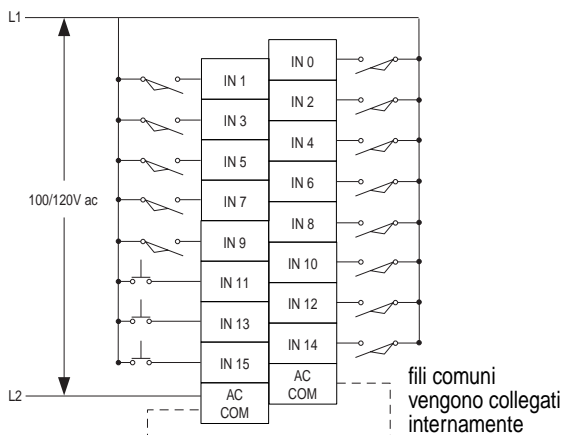 L1
IN 0
IN 1
IN 2
IN 3
IN 4
IN 5
IN 6
100/120V ac
IN 7
IN 8
IN 9
IN 10
IN 11
IN 12
IN 13
IN 14
IN 15
AC
COM
L2
AC
COM
fili comuni
vengono collegati
internamente